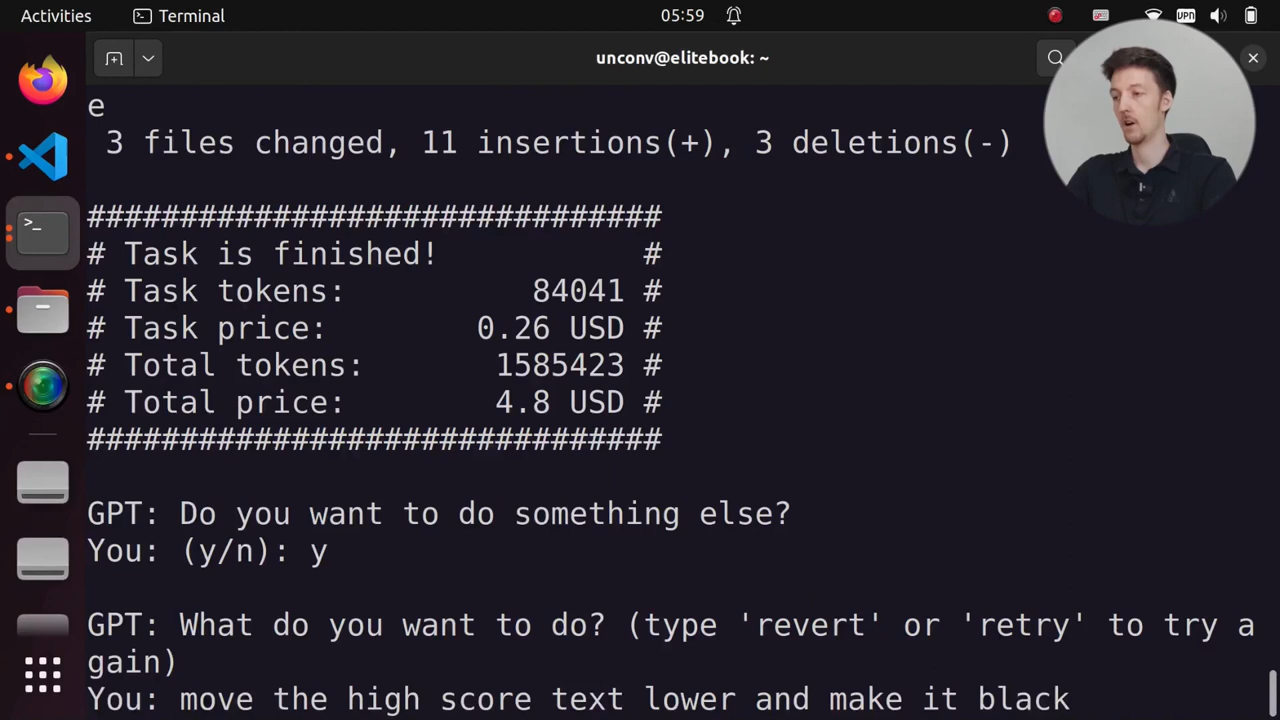 Activities
Terminal
05:59
VPN
unconv@elitebook: ~
e
3 files changed, 11 insertions(+), 3 deletions(-)
###############################
# Task is finished! #
# Task tokens: 84041 #
# Task price: 0.26 USD #
# Total tokens: 1585423 #
# Total price: 4.8 USD #
###############################
GPT: Do you want to do something else?
You: (y/n): y
GPT: What do you want to do? (type 'revert' or 'retry' to try a
gain)
You: move the high score text lower and make it black